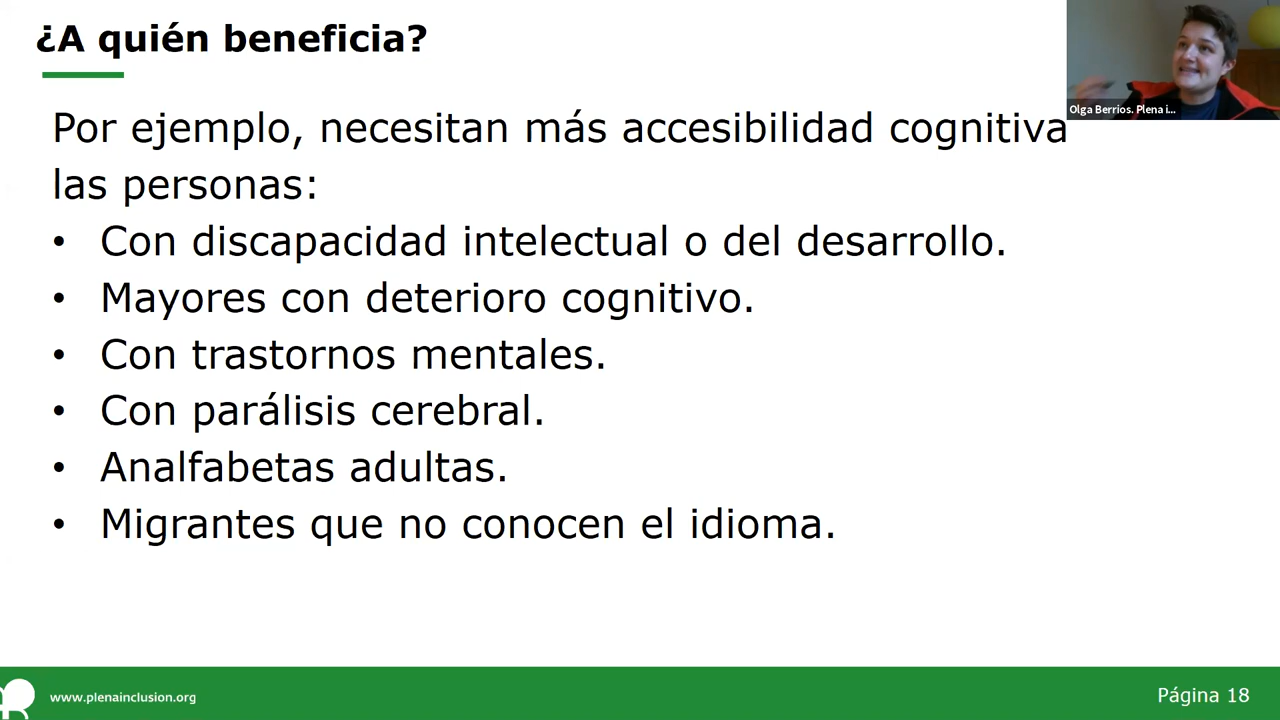 ¿A quién beneficia?
Olga Berrios. Plena i...
Por ejemplo, necesitan más accesibilidad cognitiva
las personas:
• Con discapacidad intelectual o del desarrollo.
• Mayores con deterioro cognitivo.
• Con trastornos mentales.
• Con parálisis cerebral.
• Analfabetas adultas.
• Migrantes que no conocen el idioma.
www.plenainclusion.org
Página 18